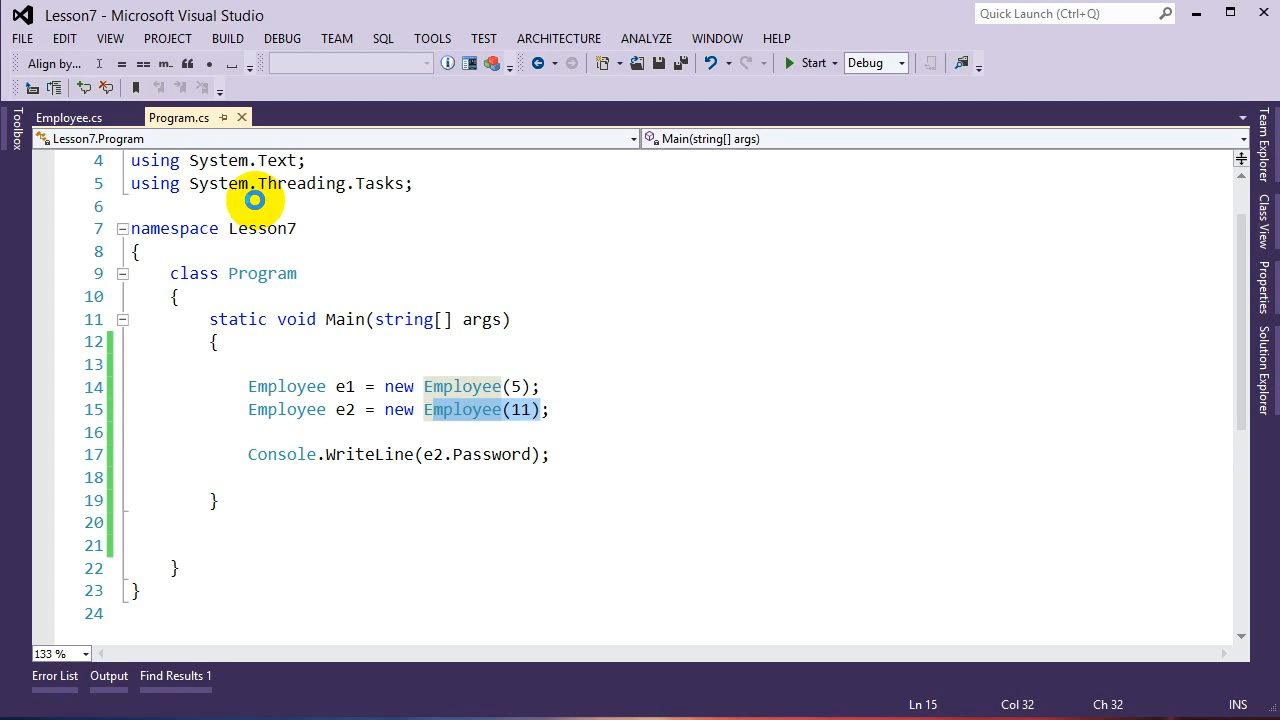 Lesson7 - Microsoft Visual Studio
Quick Launch (Ctrl+Q)
FILE EDIT VIEW PROJECT BUILD DEBUG TEAM SQL TOOLS TEST ARCHITECTURE ANALYZE WINDOW HELP
Align by... = == m.. Start Debug
Employee.cs Program.cs
Lesson7.Program Main(string[] args)
4 using System.Text;
5 using System.Threading.Tasks;
6
7 namespace Lesson7
8 {
9 class Program
10 {
11 static void Main(string[] args)
12 {
13
14 Employee e1 = new Employee(5);
15 Employee e2 = new Employee(11);
16
17 Console.WriteLine(e2.Password);
18
19 }
20
21
22 }
23 }
24
133 %
Error List Output Find Results 1
Ln 15 Col 32 Ch 32 INS
Toolbox
Team Explorer
Class View
Properties
Solution Explorer